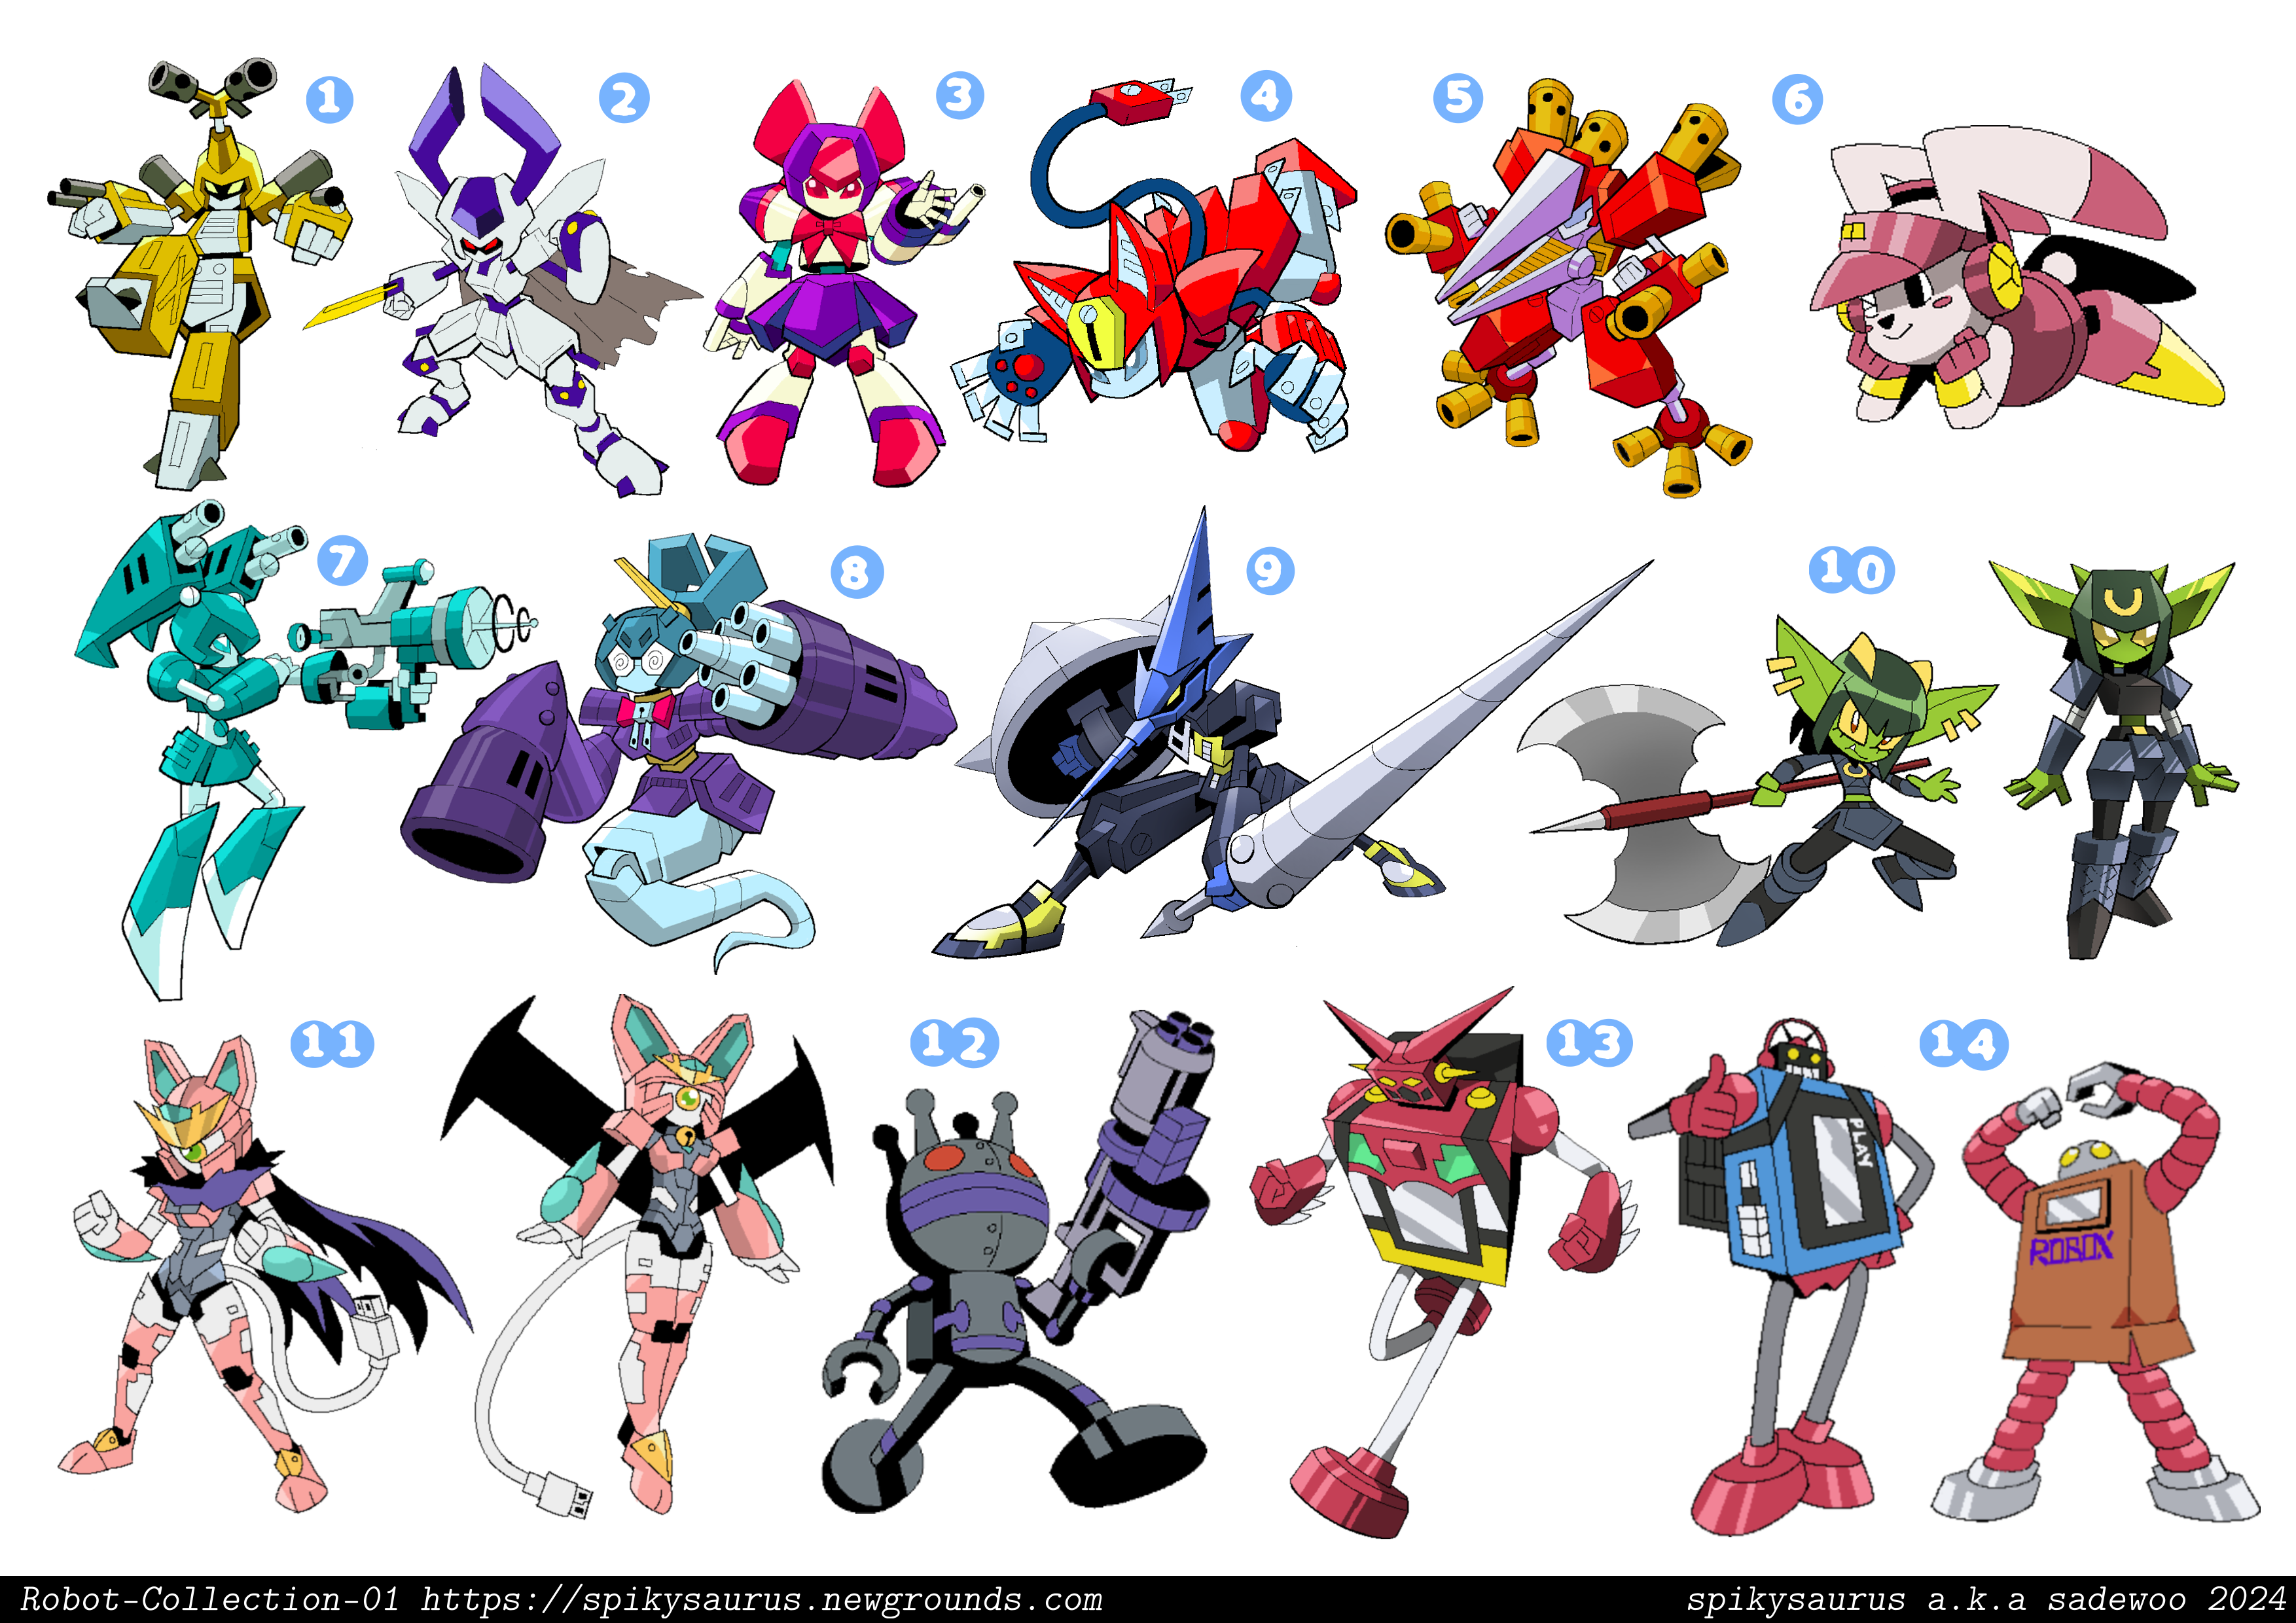 1 2 3 4 5 6
7 8 9 10
11 12 13 14
PLAY
ROBOX
Robot-Collection-01 https://spikysaurus.newgrounds.com
spikysaurus a.k.a sadewoo 2024